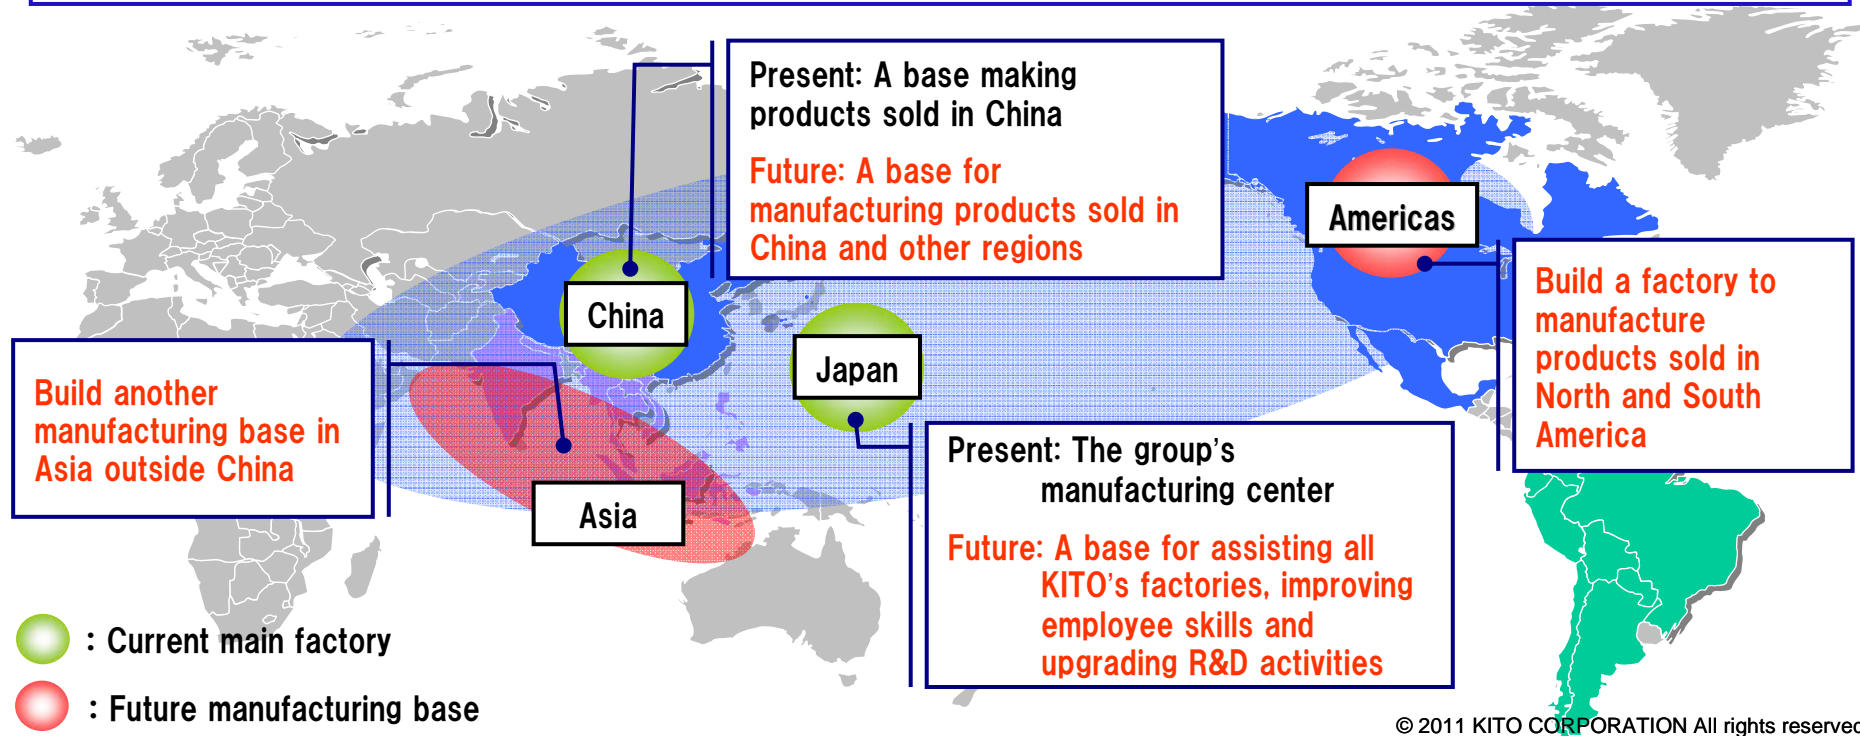 Present: A base making
products sold in China
Future: A base for
manufacturing products sold in
China and other regions
Americas
China
Build a factory to
manufacture
products sold in
North and South
America
Japan
Build another
manufacturing base in
Asia outside China
Present: The group's
manufacturing center
Future: A base for assisting all
KITO's factories, improving
employee skills and
upgrading R&D activities
Asia
: Current main factory
: Future manufacturing base
© 2011 KITO CORPORATION All rights reserved